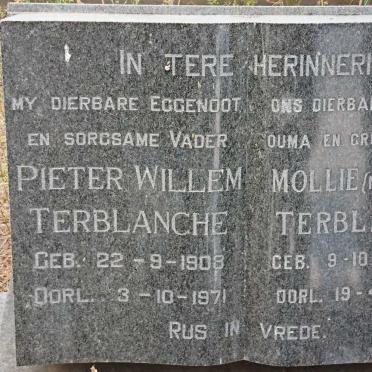 IN TERE HERINNERI
MY DIERBARE EGGENOOT ONS DIERBA
EN SORGSAME VADER OUMA EN GR
PIETER WILLEM MOLLIE
TERBLANCHE TERBL
GEB. 22-9-1908 GEB. 9-10
OORL. 3-10-1971 OORL. 19-
RUS IN VREDE.